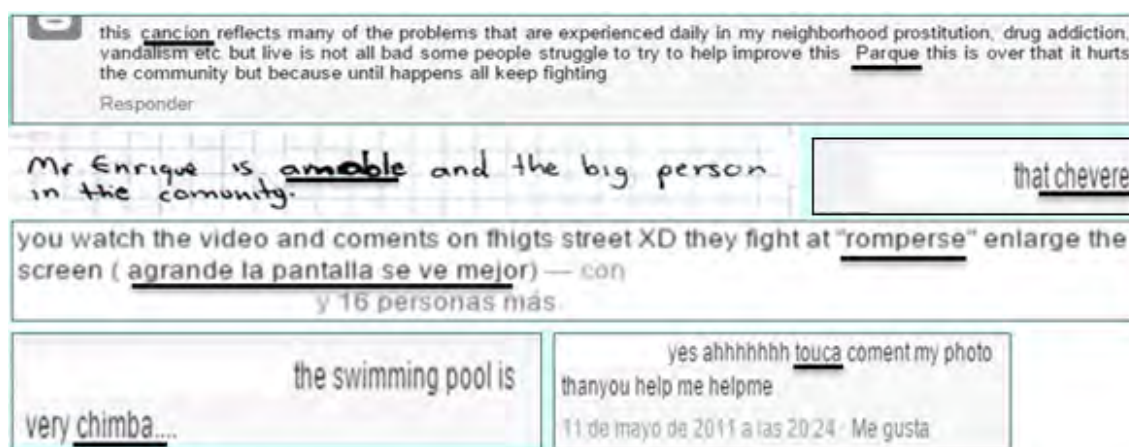 this cancion reflects many of the problems that are experienced daily in my neighborhood prostitution, drug addiction,
vandalism etc but live is not all bad some people struggle to try to help improve this Parque this is over that it hurts
the community but because until happens all keep fighting
Responder
Mr Enrique is amable and the big person
in the comunity.
that chevere
you watch the video and coments on fhigts street XD they fight at "romperse" enlarge the
screen ( agrande la pantalla se ve mejor) — con
y 16 personas más.
the swimming pool is
very chimba....
yes ahhhhhhh touca coment my photo
thanyou help me helpme
11 de mayo de 2011 a las 20:24 · Me gusta